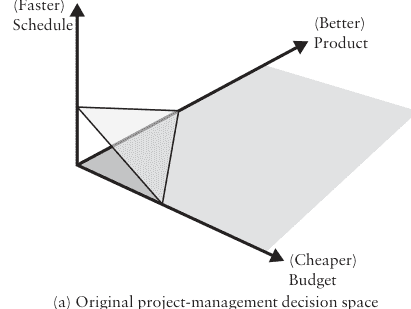 (Faster)
Schedule
(Better)
Product
(Cheaper)
Budget
(a) Original project-management decision space